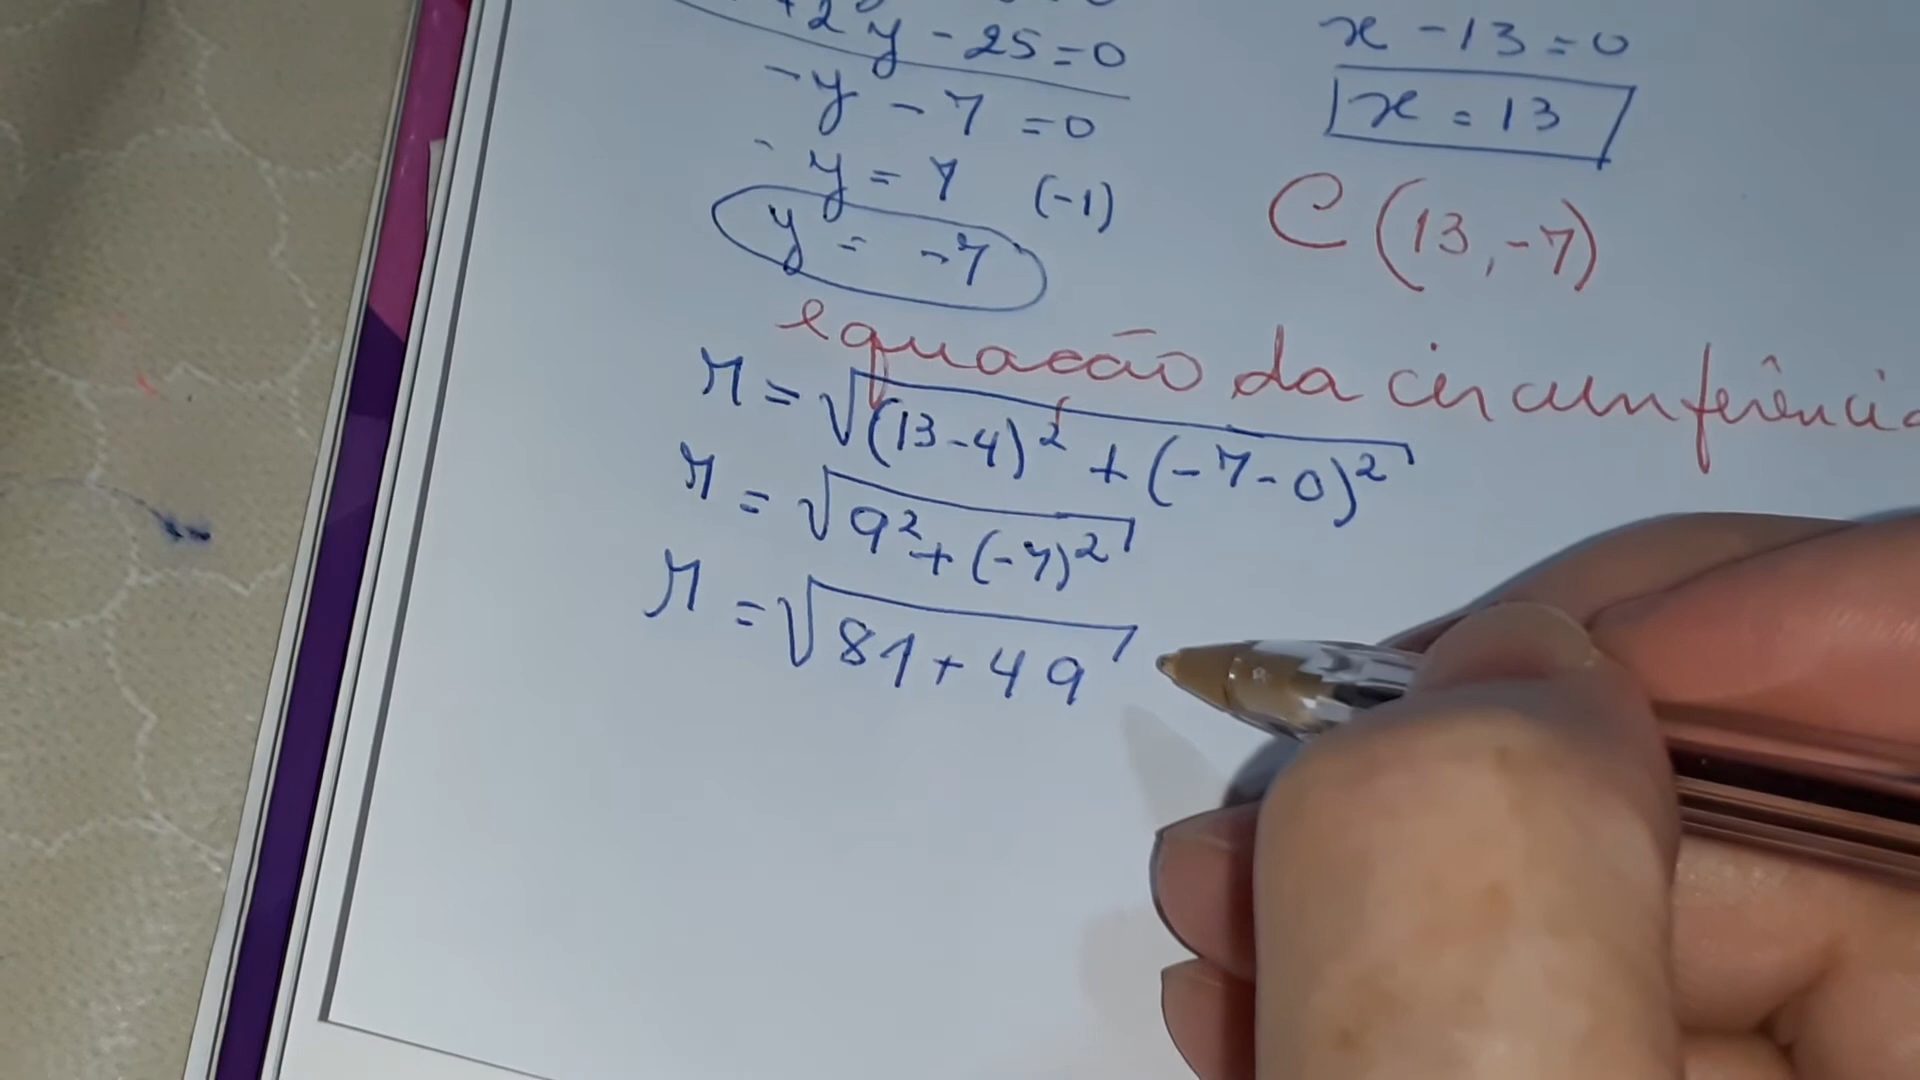 +2y - 25 = 0
-y - 7 = 0
-y = 7 (-1)
y = -7
x - 13 = 0
x = 13
C (13, -7)
equação da circunferência
r = √(13-4)² + (-7-0)²
r = √9² + (-7)²
r = √81 + 49